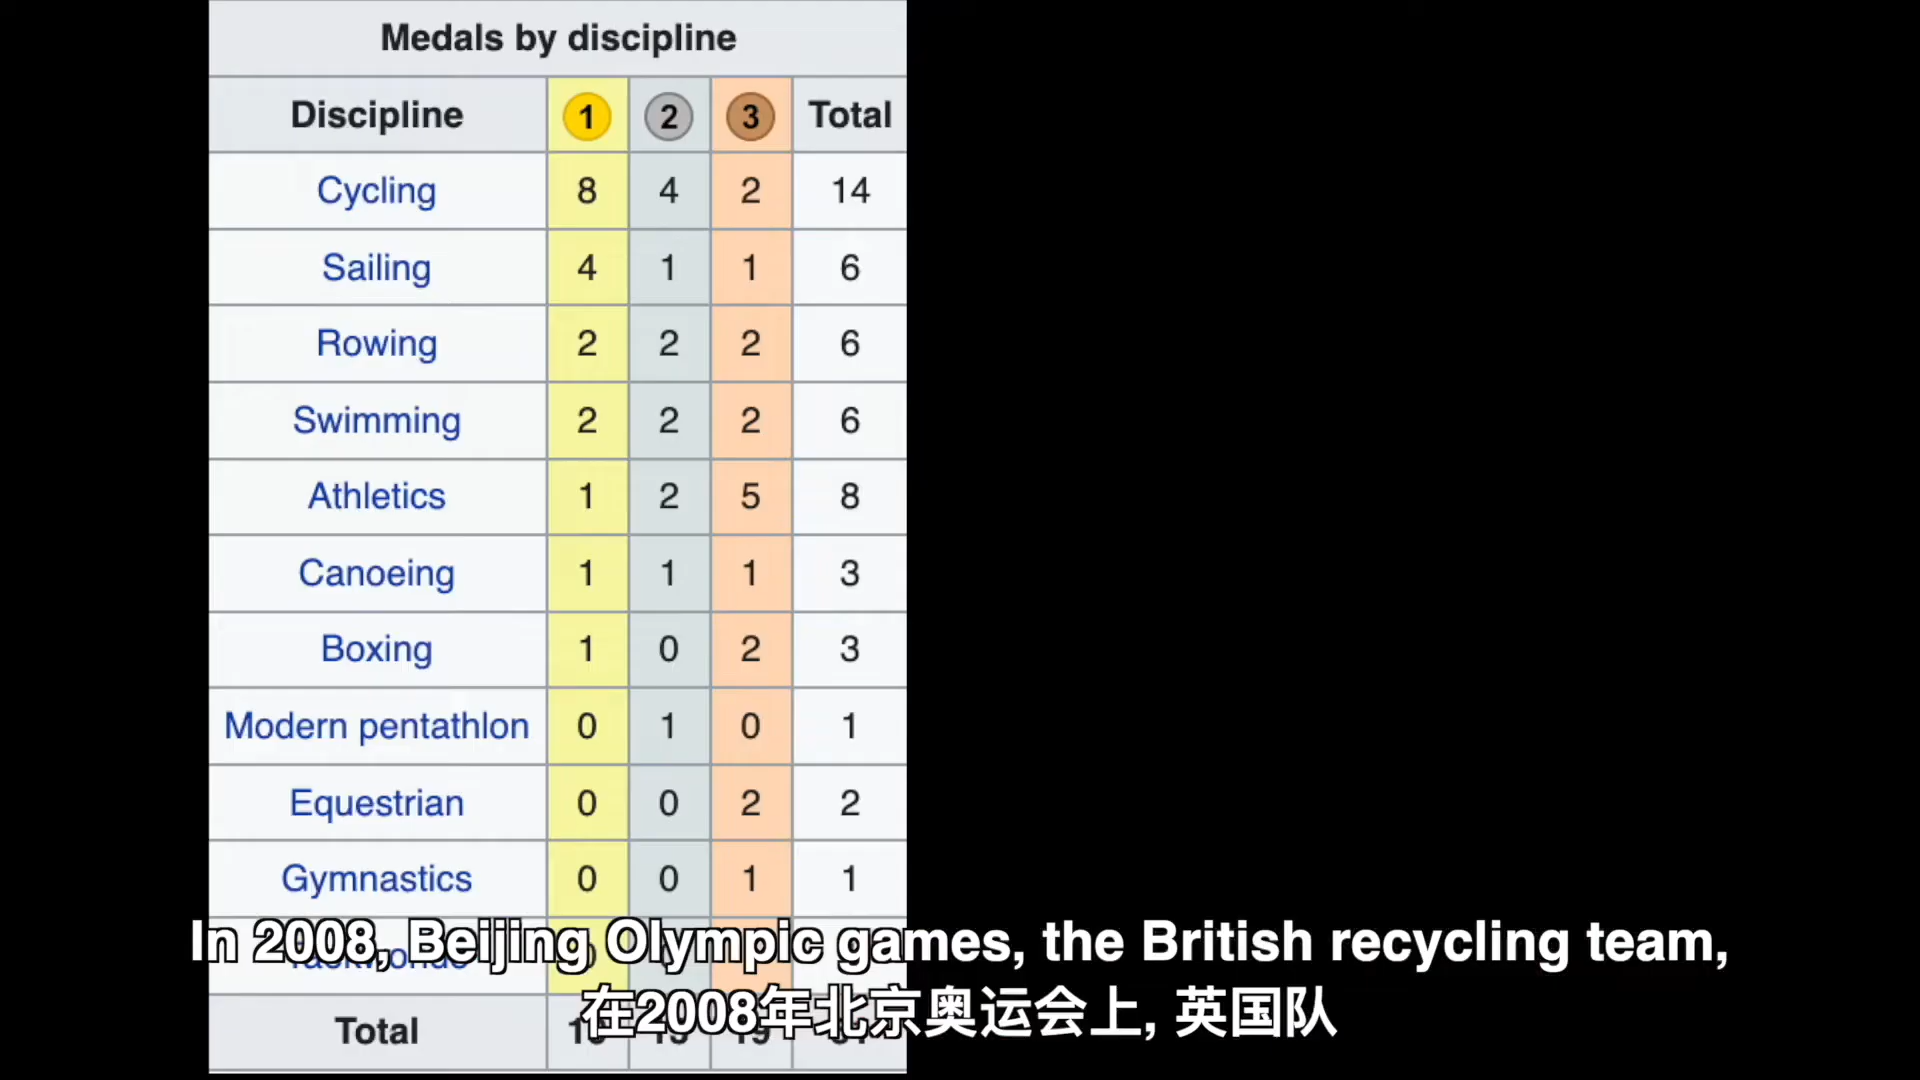 Medals by discipline
Discipline 1 2 3 Total
Cycling 8 4 2 14
Sailing 4 1 1 6
Rowing 2 2 2 6
Swimming 2 2 2 6
Athletics 1 2 5 8
Canoeing 1 1 1 3
Boxing 1 0 2 3
Modern pentathlon 0 1 0 1
Equestrian 0 0 2 2
Gymnastics 0 0 1 1
In 2008, Beijing Olympic games, the British recycling team,
在2008年北京奥运会上, 英国队
Total